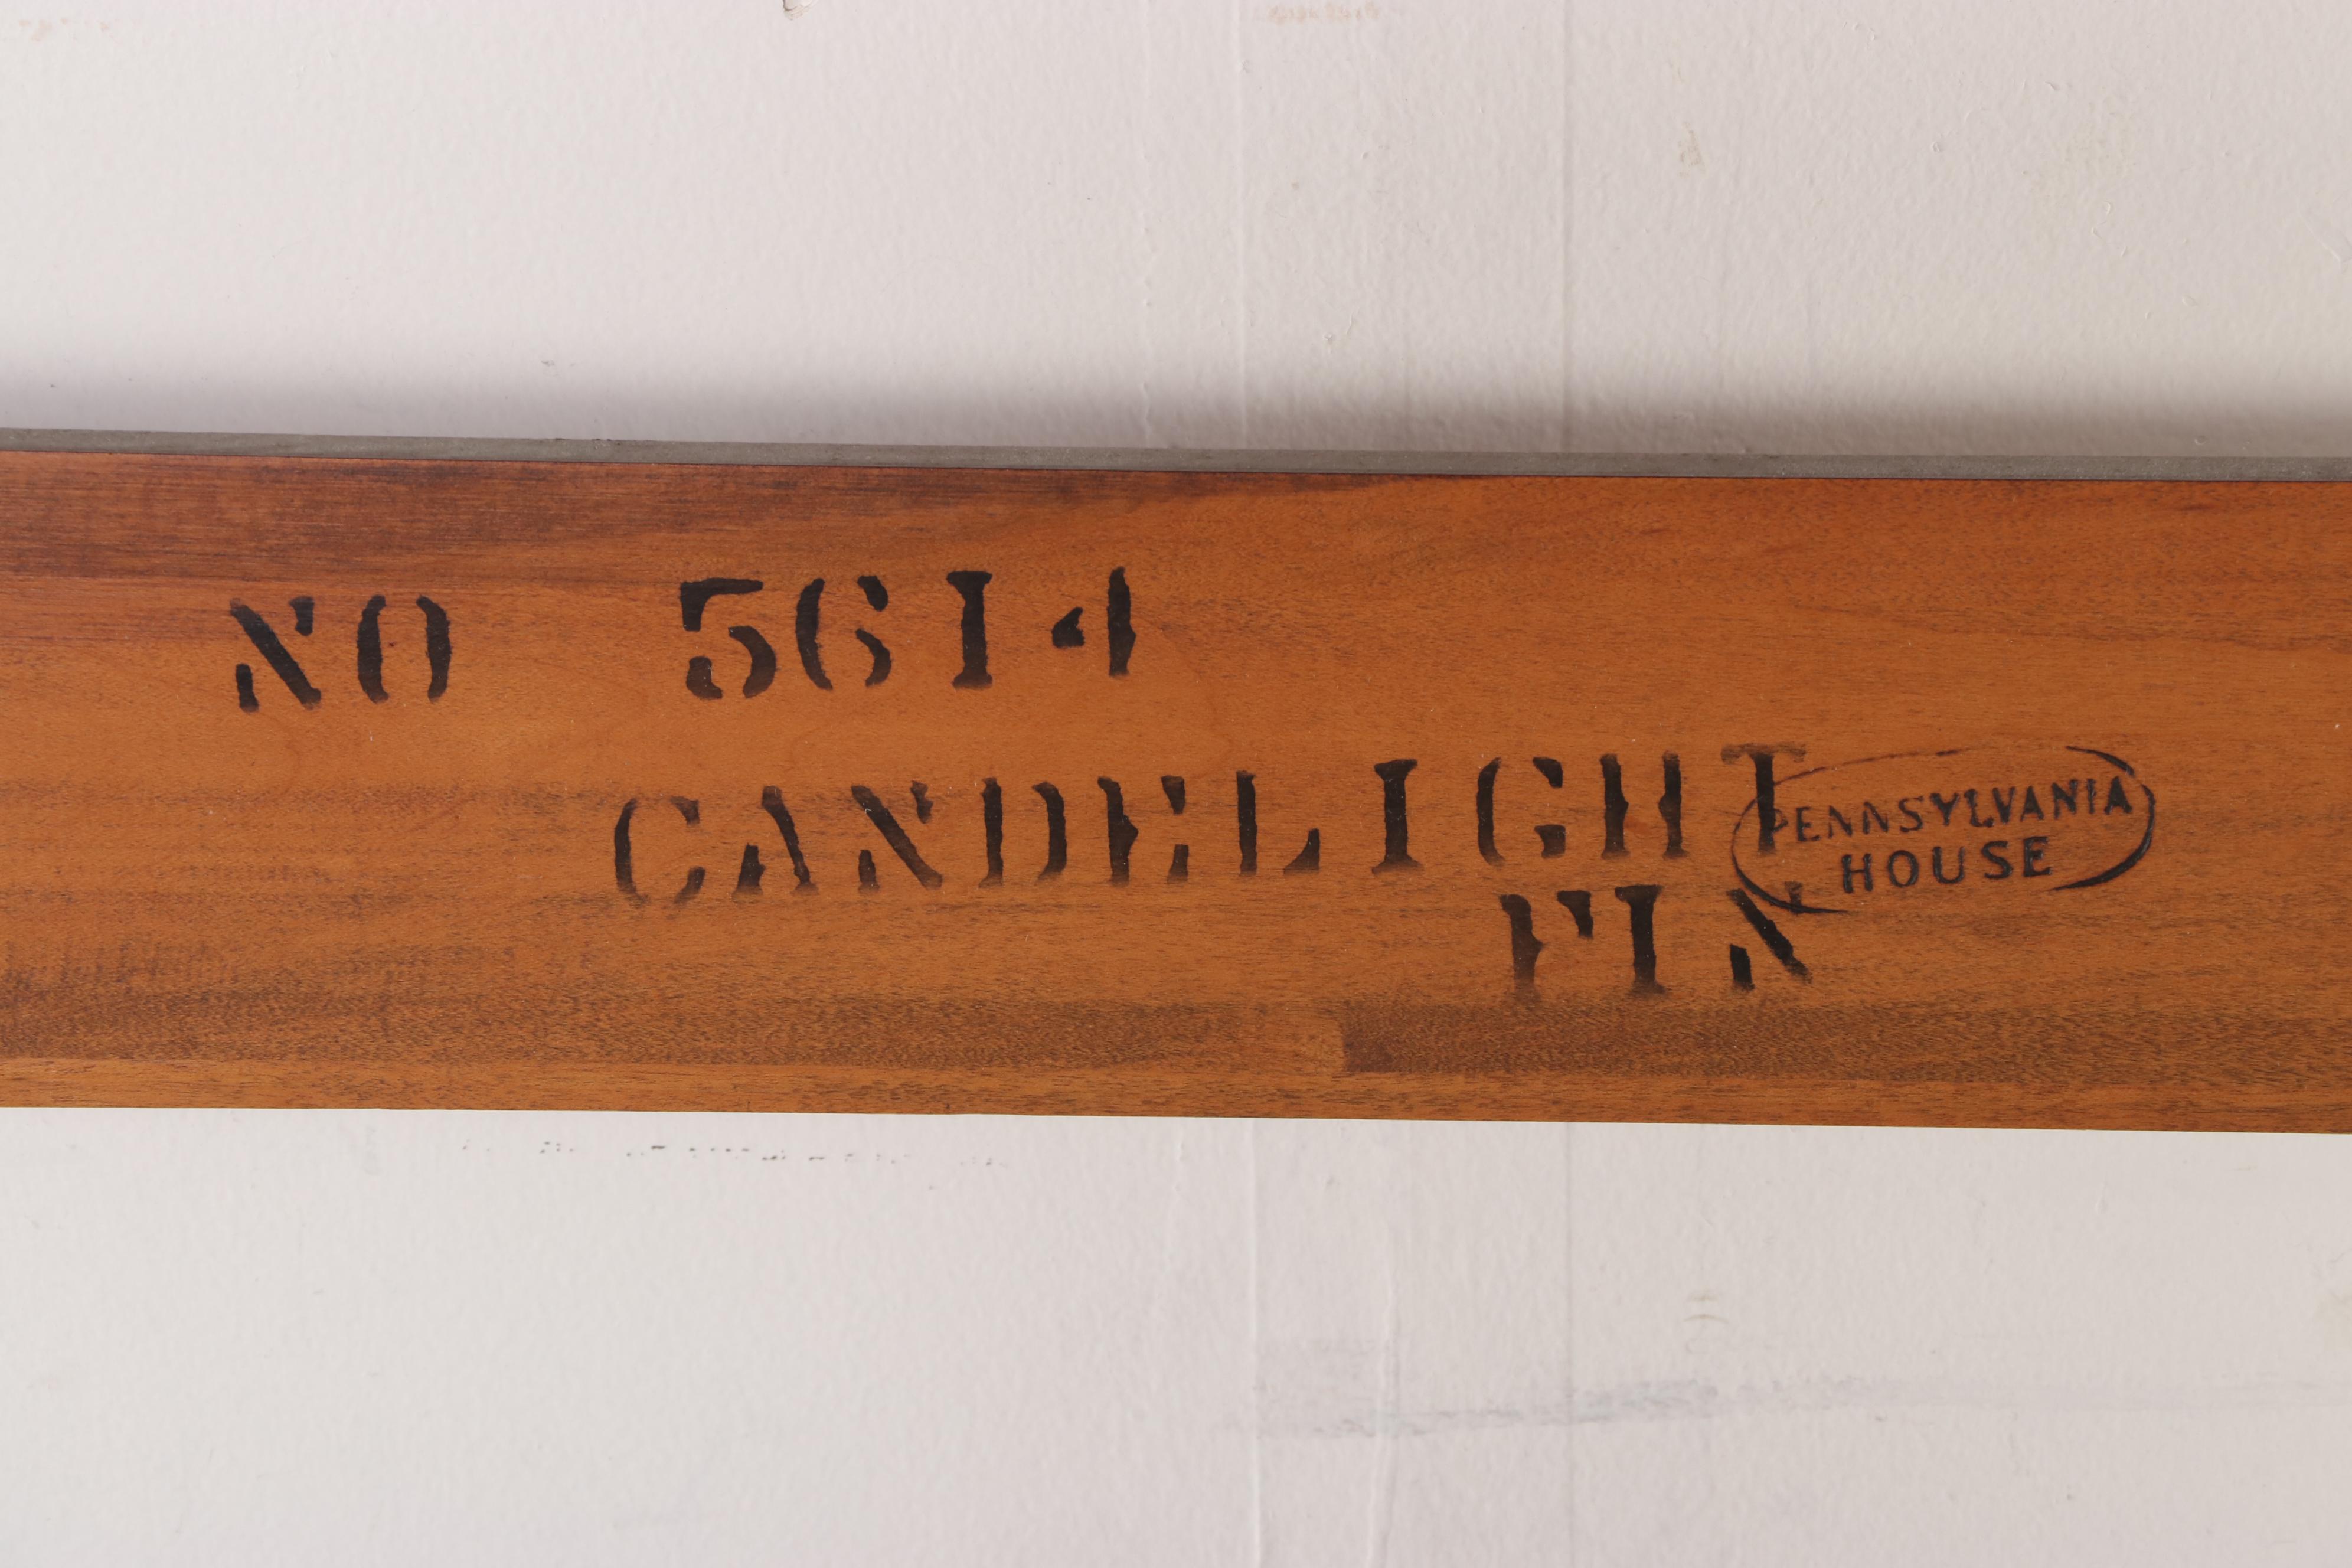 NO 5614
CANDELIGHT
FIN
PENNSYLVANIA
HOUSE